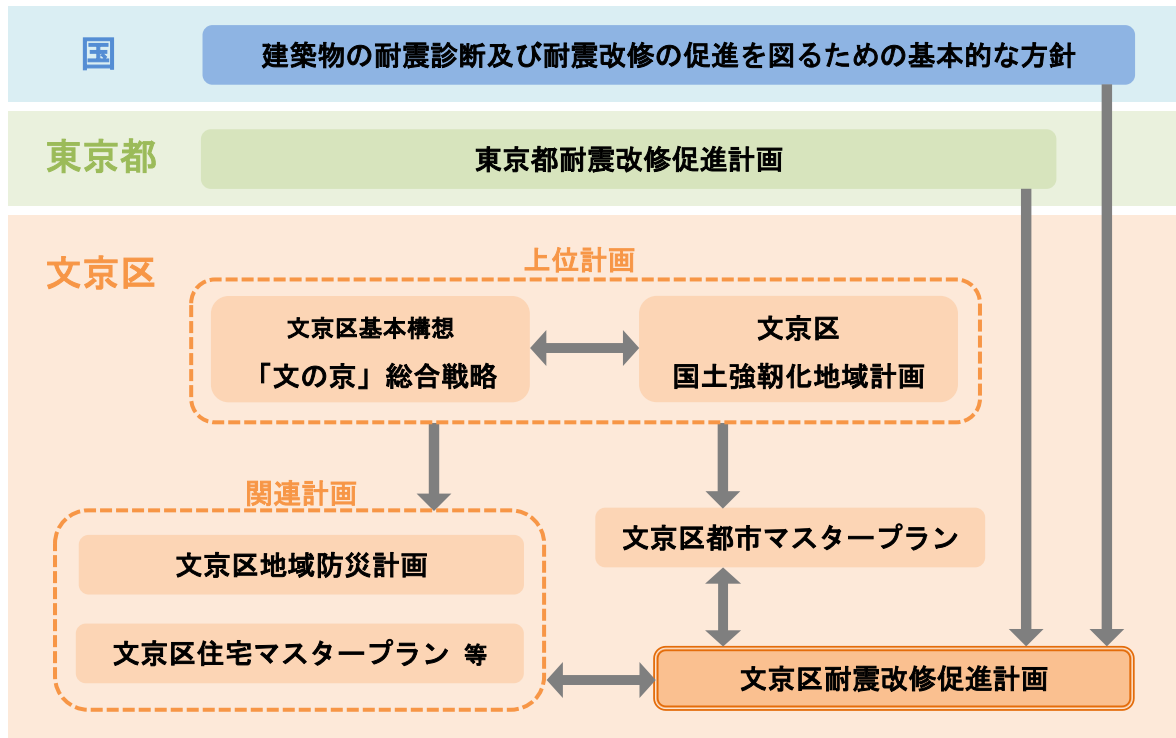 国
建築物の耐震診断及び耐震改修の促進を図るための基本的な方針
東京都
東京都耐震改修促進計画
文京区
上位計画
文京区基本構想
「文の京」総合戦略
文京区
国土強靭化地域計画
関連計画
文京区地域防災計画
文京区住宅マスタープラン 等
文京区都市マスタープラン
文京区耐震改修促進計画